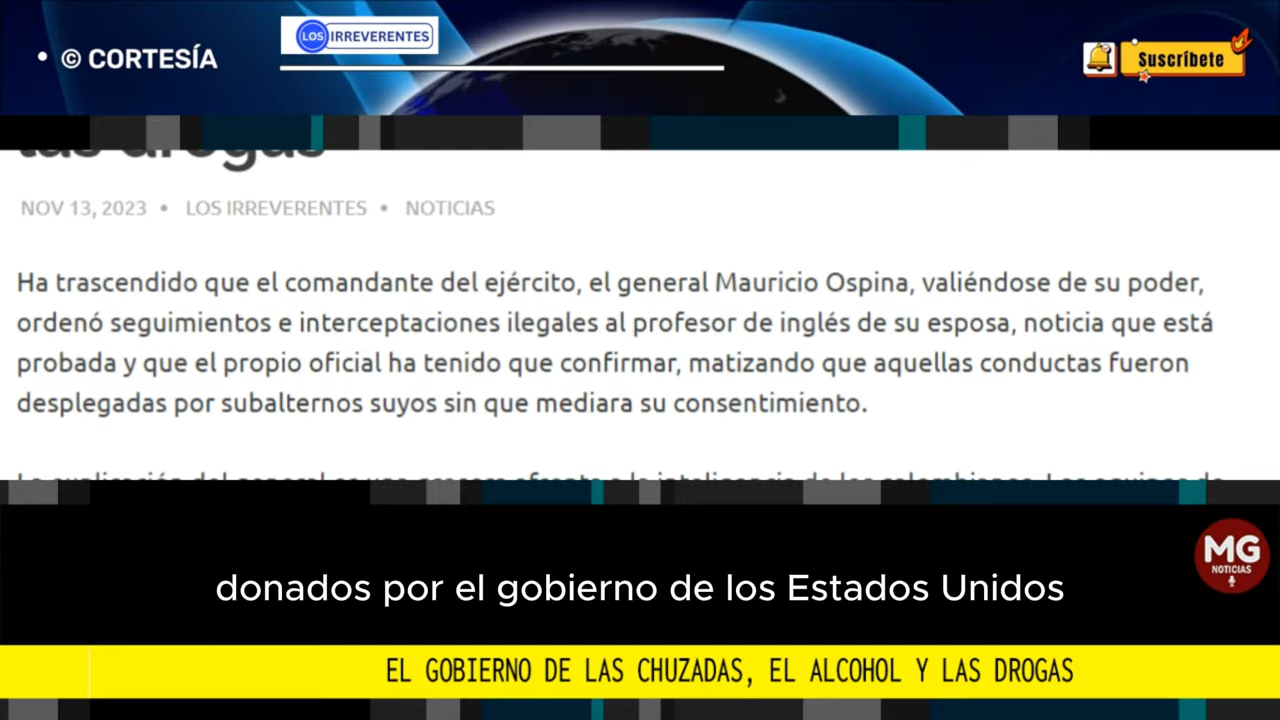 • © CORTESÍA
LOS IRREVERENTES
Suscríbete
las drogas
NOV 13, 2023 • LOS IRREVERENTES • NOTICIAS
Ha trascendido que el comandante del ejército, el general Mauricio Ospina, valiéndose de su poder,
ordenó seguimientos e interceptaciones ilegales al profesor de inglés de su esposa, noticia que está
probada y que el propio oficial ha tenido que confirmar, matizando que aquellas conductas fueron
desplegadas por subalternos suyos sin que mediara su consentimiento.
donados por el gobierno de los Estados Unidos
MG
NOTICIAS
EL GOBIERNO DE LAS CHUZADAS, EL ALCOHOL Y LAS DROGAS